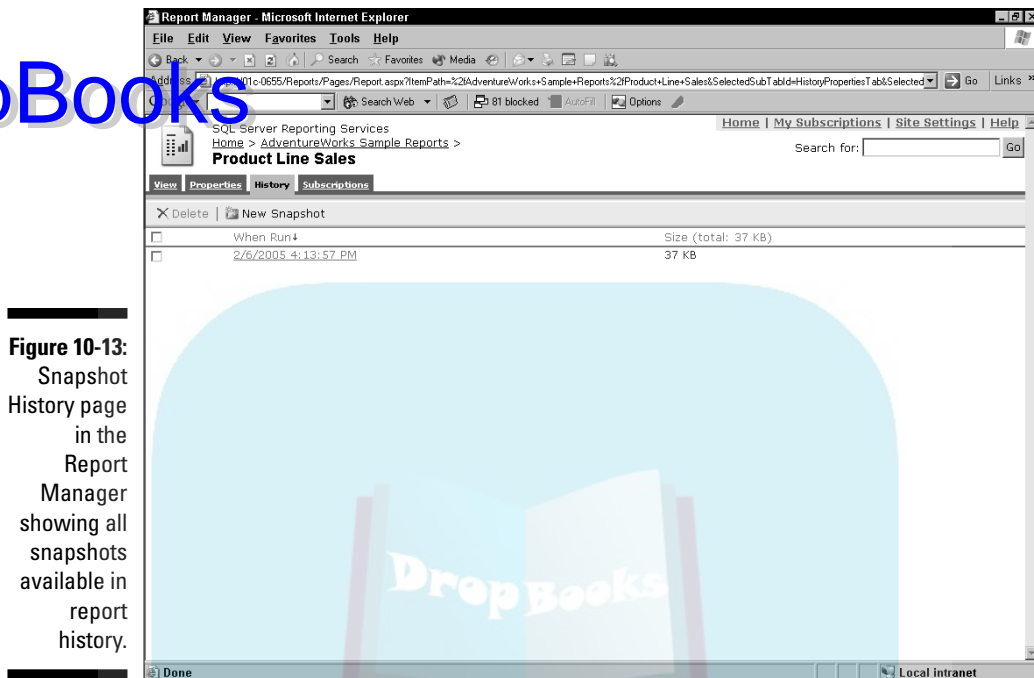 Report Manager - Microsoft Internet Explorer
File Edit View Favorites Tools Help
Back Search Favorites Media
Books
Address 01c-0655/Reports/Pages/Report.aspx?ItemPath=%2fAdventureWorks+Sample+Reports%2fProduct+Line+Sales&SelectedSubTabId=HistoryPropertiesTab&Selected Go Links »
Search Web 81 blocked AutoFill Options
SQL Server Reporting Services
Home | My Subscriptions | Site Settings | Help
Home > AdventureWorks Sample Reports >
Search for: Go
Product Line Sales
View Properties History Subscriptions
Delete | New Snapshot
When Run↓ Size (total: 37 KB)
2/6/2005 4:13:57 PM 37 KB
Figure 10-13:
Snapshot
History page
in the
Report
Manager
showing all
snapshots
available in
report
history.
Drop Books
Done Local intranet